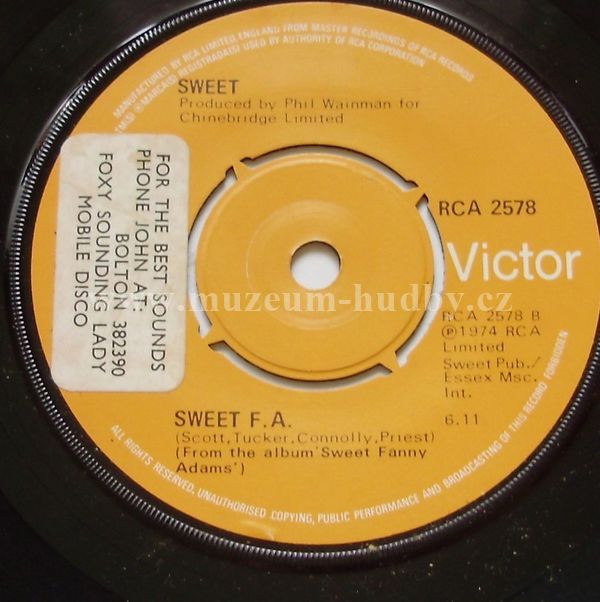 MANUFACTURED BY RCA LIMITED, ENGLAND FROM MASTER RECORDINGS OF RCA RECORDS
MARCA(S) REGISTRADA(S) USED BY AUTHORITY OF RCA CORPORATION
SWEET
Produced by Phil Wainman for
Chinebridge Limited
FOR THE BEST SOUNDS
PHONE JOHN AT:
BOLTON 382390
FOXY SOUNDING LADY
MOBILE DISCO
RCA 2578
Victor
www.muzeum-hudby.cz
RCA 2578 B
Ⓟ1974 RCA
Limited
Sweet Pub./
Essex Msc.
Int.
6.11
SWEET F.A.
(Scott,Tucker,Connolly,Priest)
(From the album'Sweet Fanny
Adams')
ALL RIGHTS RESERVED, UNAUTHORISED COPYING, PUBLIC PERFORMANCE AND BROADCASTING OF THIS RECORD FORBIDDEN